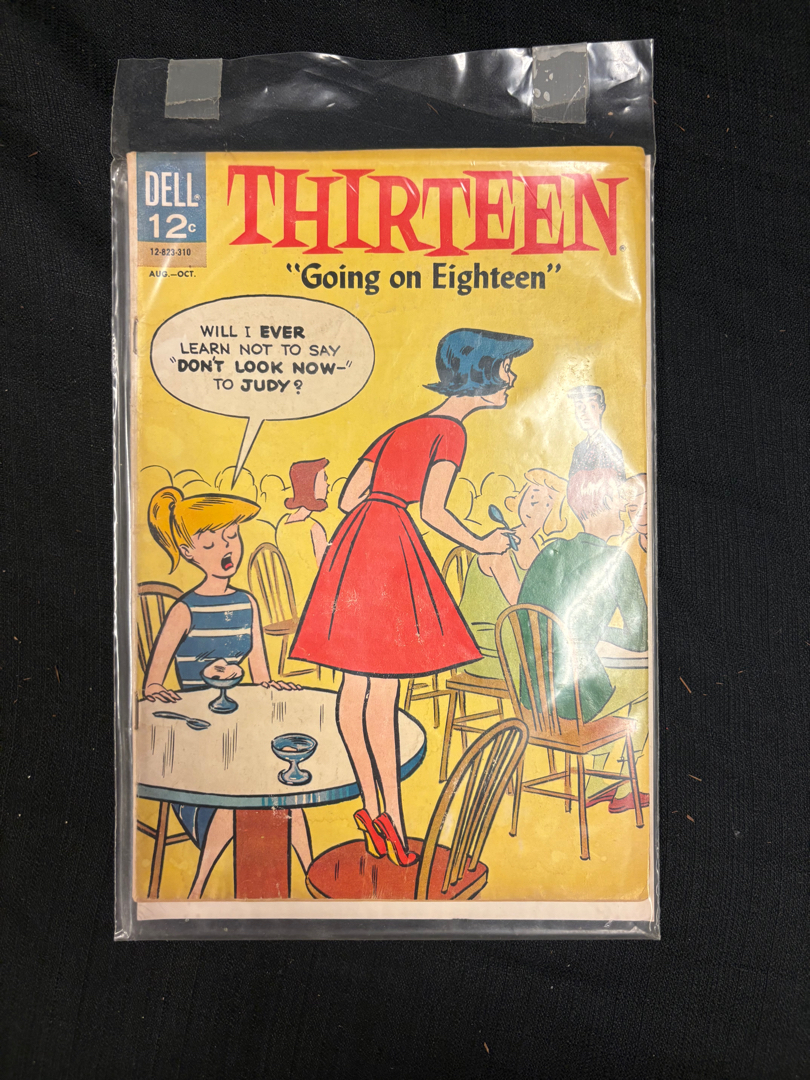 DELL
12c
12-823-310
AUG.—OCT.
THIRTEEN
"Going on Eighteen"
WILL I EVER
LEARN NOT TO SAY
"DON'T LOOK NOW—"
TO JUDY?